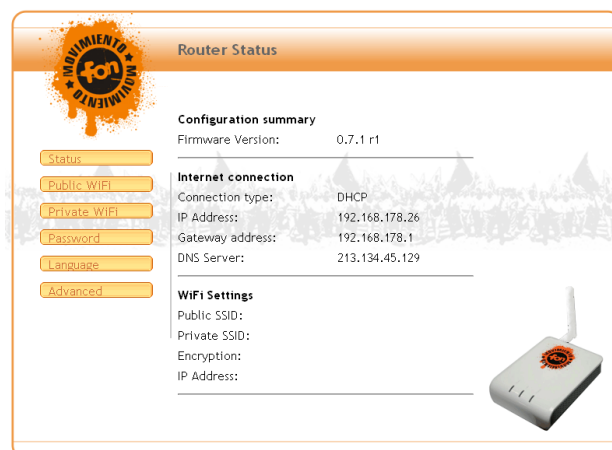 MOVIMIENTO
fon
MOVIMIENTO
Router Status
Configuration summary
Firmware Version: 0.7.1 r1
Status
Public WiFi
Private WiFi
Password
Language
Advanced
Internet connection
Connection type: DHCP
IP Address: 192.168.178.26
Gateway address: 192.168.178.1
DNS Server: 213.134.45.129
WiFi Settings
Public SSID:
Private SSID:
Encryption:
IP Address:
fon